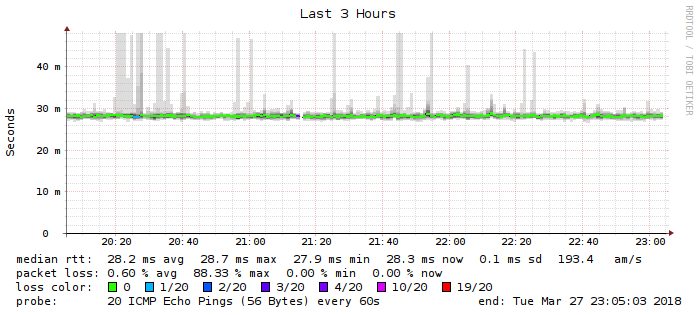 Last 3 Hours
RRDTOOL / TOBI OETIKER
Seconds
40 m
30 m
20 m
10 m
0
20:20 20:40 21:00 21:20 21:40 22:00 22:20 22:40 23:00
median rtt: 28.2 ms avg 28.7 ms max 27.9 ms min 28.3 ms now 0.1 ms sd 193.4 am/s
packet loss: 0.60 % avg 88.33 % max 0.00 % min 0.00 % now
loss color: 0 1/20 2/20 3/20 4/20 10/20 19/20
probe: 20 ICMP Echo Pings (56 Bytes) every 60s end: Tue Mar 27 23:05:03 2018